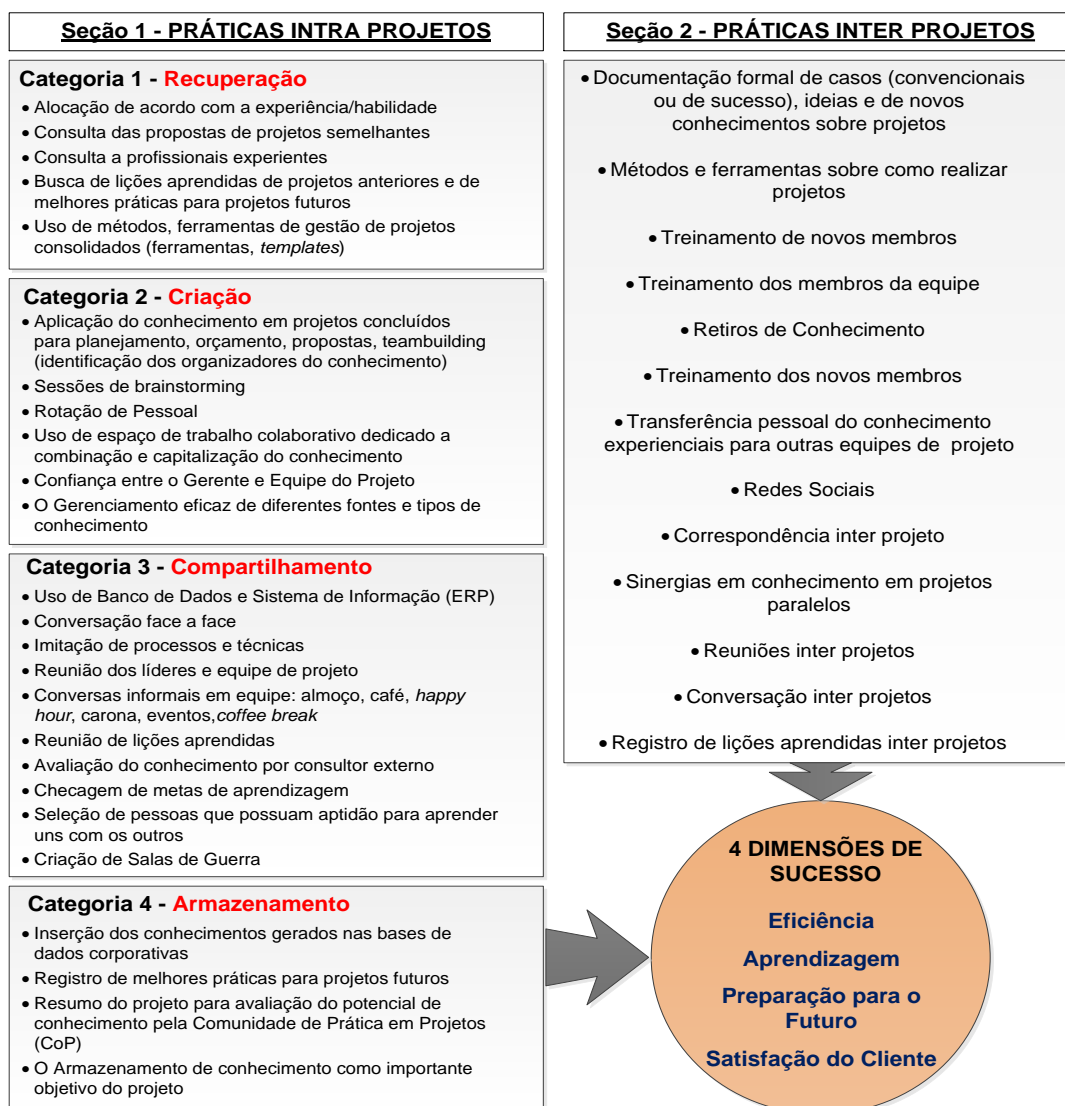 Seção 1 - PRÁTICAS INTRA PROJETOS
Categoria 1 - Recuperação
• Alocação de acordo com a experiência/habilidade
• Consulta das propostas de projetos semelhantes
• Consulta a profissionais experientes
• Busca de lições aprendidas de projetos anteriores e de
melhores práticas para projetos futuros
• Uso de métodos, ferramentas de gestão de projetos
consolidados (ferramentas, templates)
Categoria 2 - Criação
• Aplicação do conhecimento em projetos concluídos
para planejamento, orçamento, propostas, teambuilding
(identificação dos organizadores do conhecimento)
• Sessões de brainstorming
• Rotação de Pessoal
• Uso de espaço de trabalho colaborativo dedicado a
combinação e capitalização do conhecimento
• Confiança entre o Gerente e Equipe do Projeto
• O Gerenciamento eficaz de diferentes fontes e tipos de
conhecimento
Categoria 3 - Compartilhamento
• Uso de Banco de Dados e Sistema de Informação (ERP)
• Conversação face a face
• Imitação de processos e técnicas
• Reunião dos líderes e equipe de projeto
• Conversas informais em equipe: almoço, café, happy
hour, carona, eventos,coffee break
• Reunião de lições aprendidas
• Avaliação do conhecimento por consultor externo
• Checagem de metas de aprendizagem
• Seleção de pessoas que possuam aptidão para aprender
uns com os outros
• Criação de Salas de Guerra
Categoria 4 - Armazenamento
• Inserção dos conhecimentos gerados nas bases de
dados corporativas
• Registro de melhores práticas para projetos futuros
• Resumo do projeto para avaliação do potencial de
conhecimento pela Comunidade de Prática em Projetos
(CoP)
• O Armazenamento de conhecimento como importante
objetivo do projeto
Seção 2 - PRÁTICAS INTER PROJETOS
• Documentação formal de casos (convencionais
ou de sucesso), ideias e de novos
conhecimentos sobre projetos
• Métodos e ferramentas sobre como realizar
projetos
• Treinamento de novos membros
• Treinamento dos membros da equipe
• Retiros de Conhecimento
• Treinamento dos novos membros
• Transferência pessoal do conhecimento
experienciais para outras equipes de projeto
• Redes Sociais
• Correspondência inter projeto
• Sinergias em conhecimento em projetos
paralelos
• Reuniões inter projetos
• Conversação inter projetos
• Registro de lições aprendidas inter projetos
4 DIMENSÕES DE
SUCESSO
Eficiência
Aprendizagem
Preparação para o
Futuro
Satisfação do Cliente